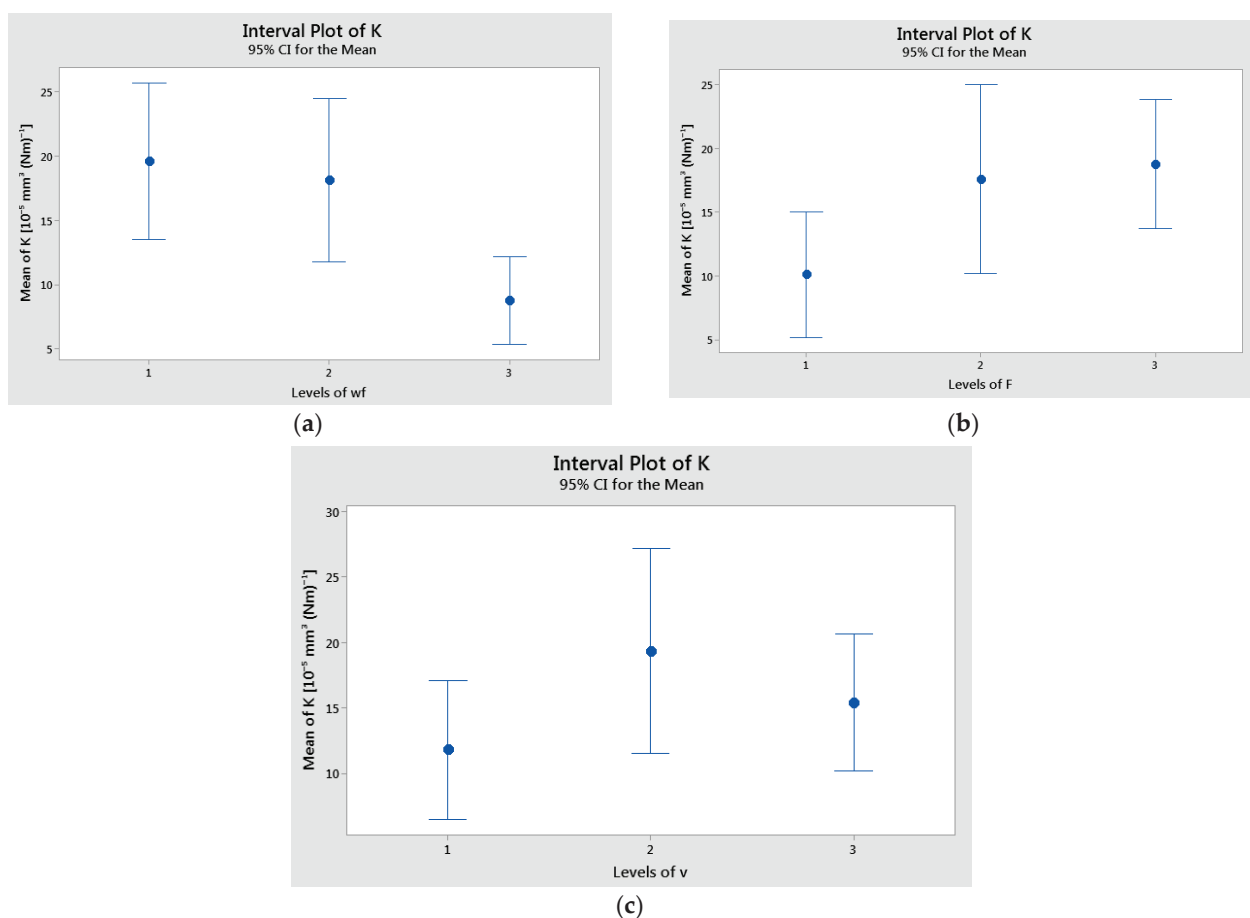 Interval Plot of K
95% CI for the Mean
Mean of K [10⁻⁵ mm³ (Nm)⁻¹]
25
20
15
10
5
1 2 3
Levels of wf
(a)
Interval Plot of K
95% CI for the Mean
Mean of K [10⁻⁵ mm³ (Nm)⁻¹]
25
20
15
10
5
1 2 3
Levels of F
(b)
Interval Plot of K
95% CI for the Mean
Mean of K [10⁻⁵ mm³ (Nm)⁻¹]
30
25
20
15
10
1 2 3
Levels of v
(c)